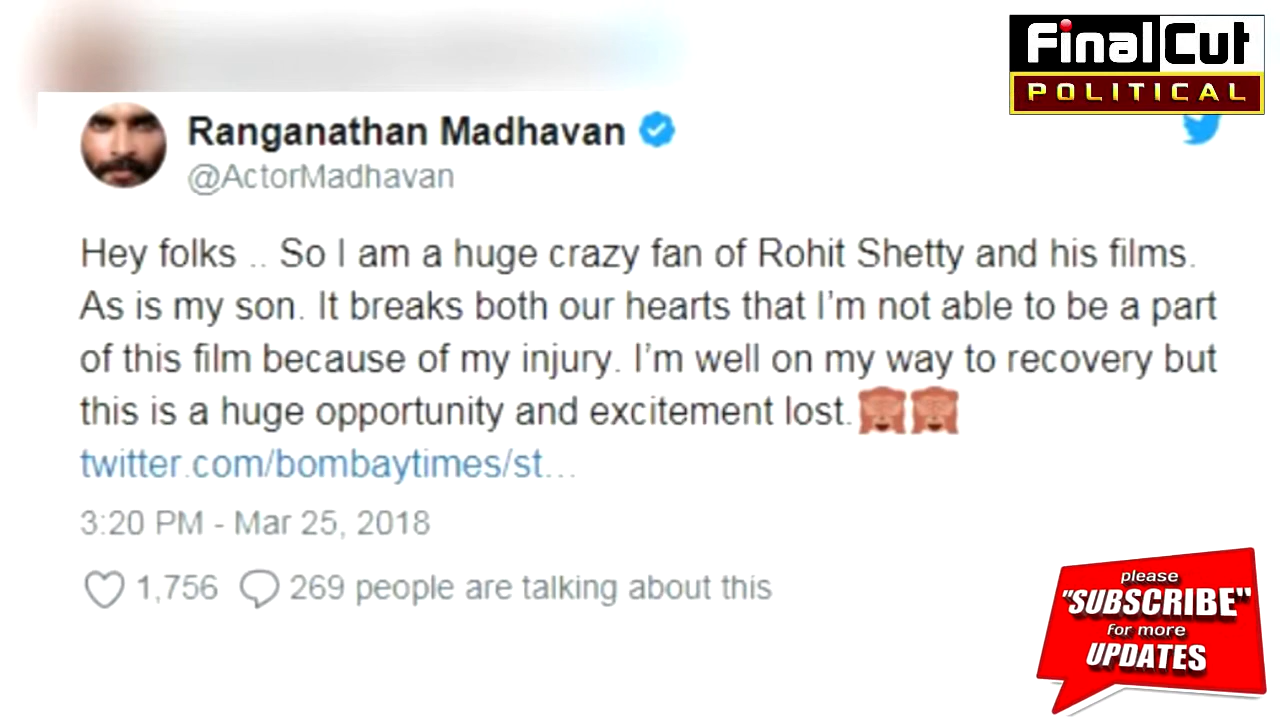 Final Cut
POLITICAL
Ranganathan Madhavan
@ActorMadhavan
Hey folks .. So I am a huge crazy fan of Rohit Shetty and his films.
As is my son. It breaks both our hearts that I'm not able to be a part
of this film because of my injury. I'm well on my way to recovery but
this is a huge opportunity and excitement lost.🙈🙈
twitter.com/bombaytimes/st...
3:20 PM - Mar 25, 2018
1,756 269 people are talking about this
please
"SUBSCRIBE"
for more
UPDATES